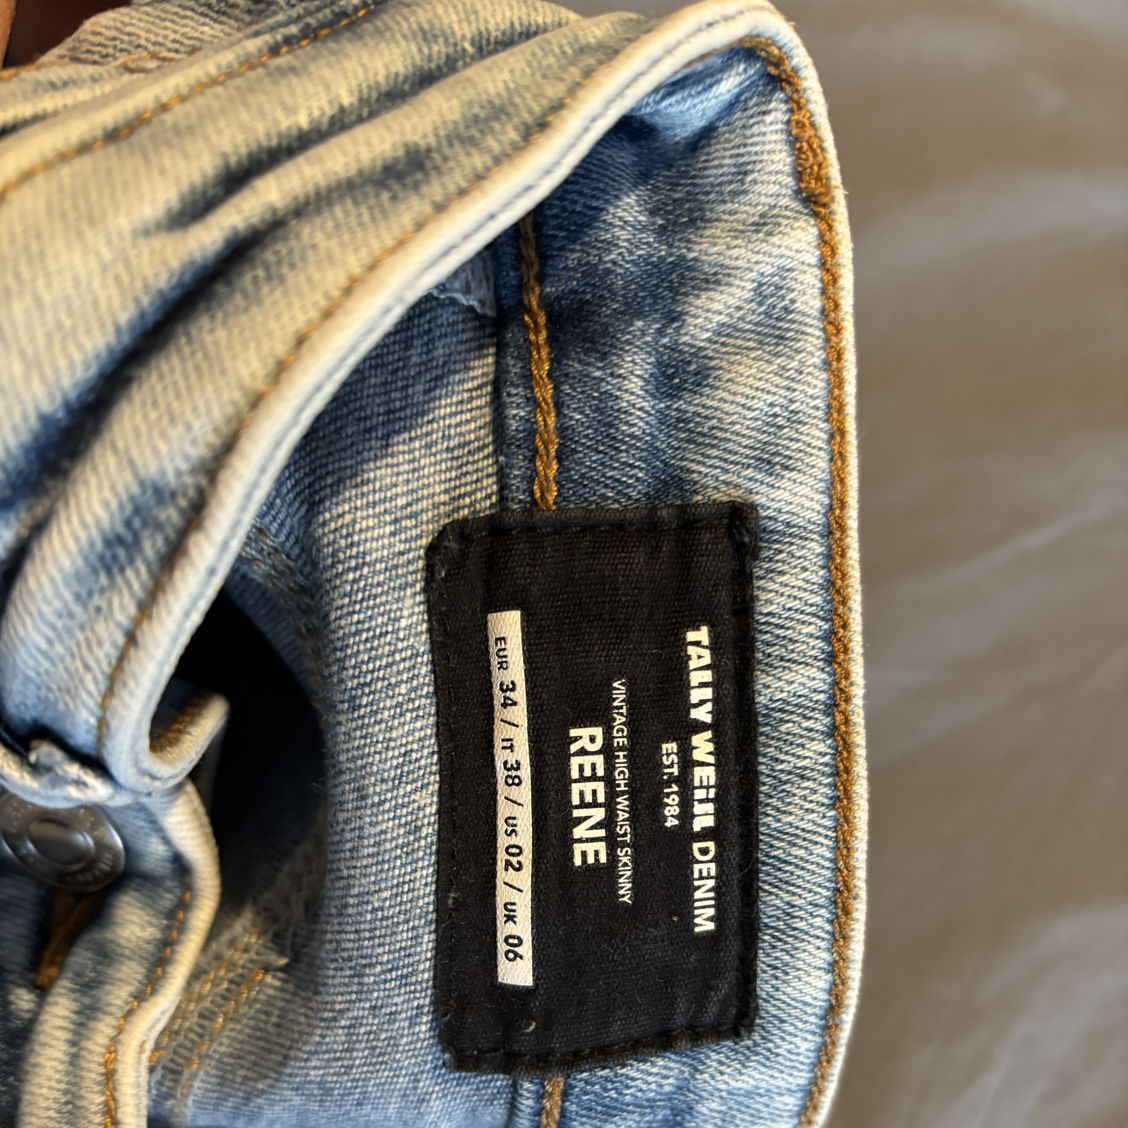 TALLY WEiJL DENIM
EST. 1984
VINTAGE HIGH WAIST SKINNY
REENE
EUR 34 / IT 38 / US 02 / UK 06